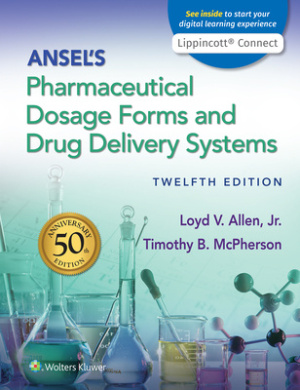 See inside to start your
digital learning experience
Lippincott® Connect
ANSEL'S
Pharmaceutical
Dosage Forms and
Drug Delivery Systems
TWELFTH EDITION
Loyd V. Allen, Jr.
Timothy B. McPherson
ANNIVERSARY
50th
EDITION
Wolters Kluwer